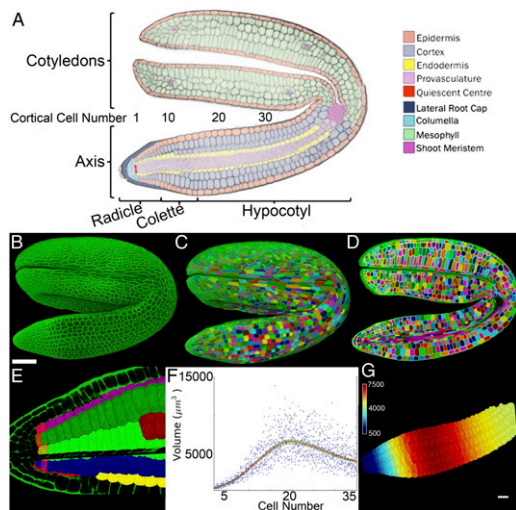 A
Cotyledons
Cortical Cell Number 1 10 20 30
Axis
Radicle
Colette
Hypocotyl
Epidermis
Cortex
Endodermis
Provasculature
Quiescent Centre
Lateral Root Cap
Columella
Mesophyll
Shoot Meristem
B
C
D
E
F
15000
Volume (μm³)
5000
5 20 35
Cell Number
G
7500
4000
500